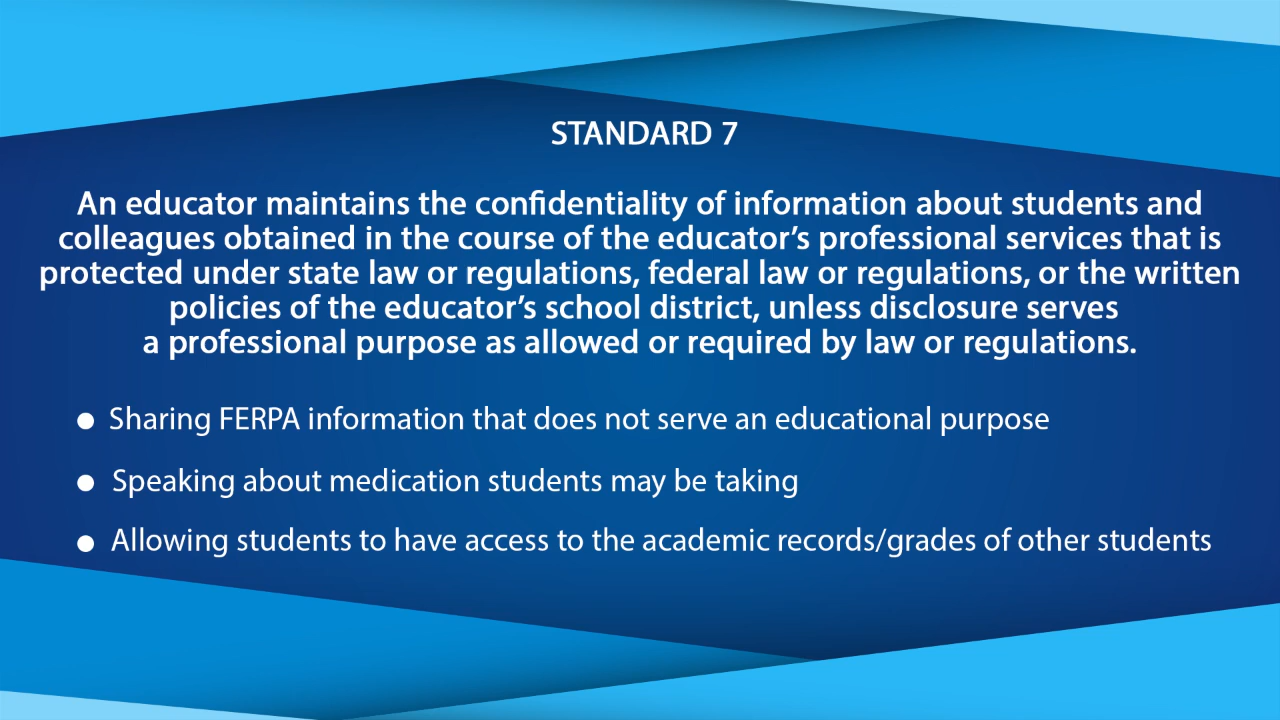 STANDARD 7
An educator maintains the confidentiality of information about students and
colleagues obtained in the course of the educator’s professional services that is
protected under state law or regulations, federal law or regulations, or the written
policies of the educator’s school district, unless disclosure serves
a professional purpose as allowed or required by law or regulations.
● Sharing FERPA information that does not serve an educational purpose
● Speaking about medication students may be taking
● Allowing students to have access to the academic records/grades of other students